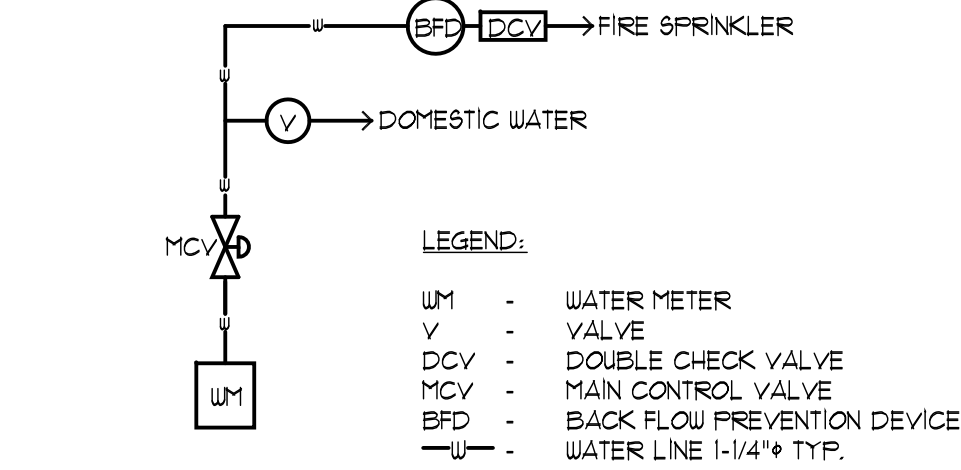 W BFD DCV FIRE SPRINKLER
W
V DOMESTIC WATER
W
MCV
LEGEND:
WM - WATER METER
V - VALVE
W
DCV - DOUBLE CHECK VALVE
WM MCV - MAIN CONTROL VALVE
BFD - BACK FLOW PREVENTION DEVICE
W - WATER LINE 1-1/4"φ TYP.